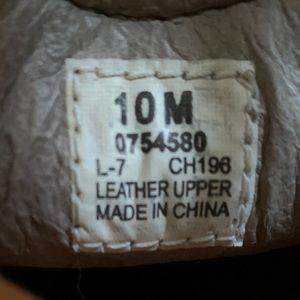 10 M
0754580
L-7 CH196
LEATHER UPPER
MADE IN CHINA